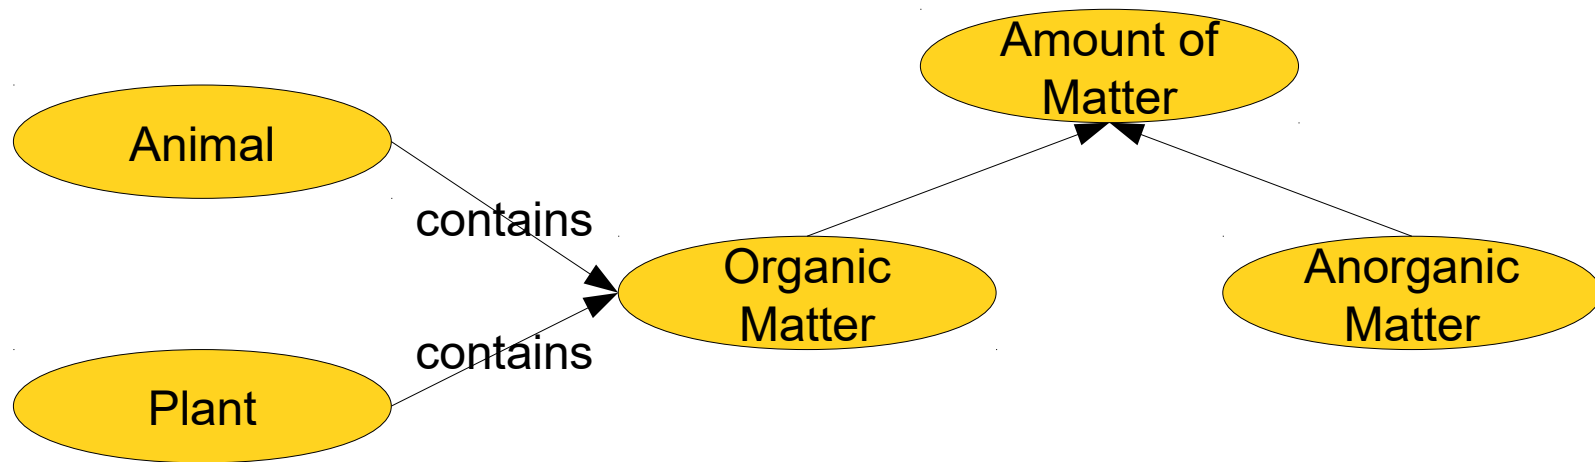 Amount of
Matter
Animal
contains
Organic
Matter
Anorganic
Matter
contains
Plant